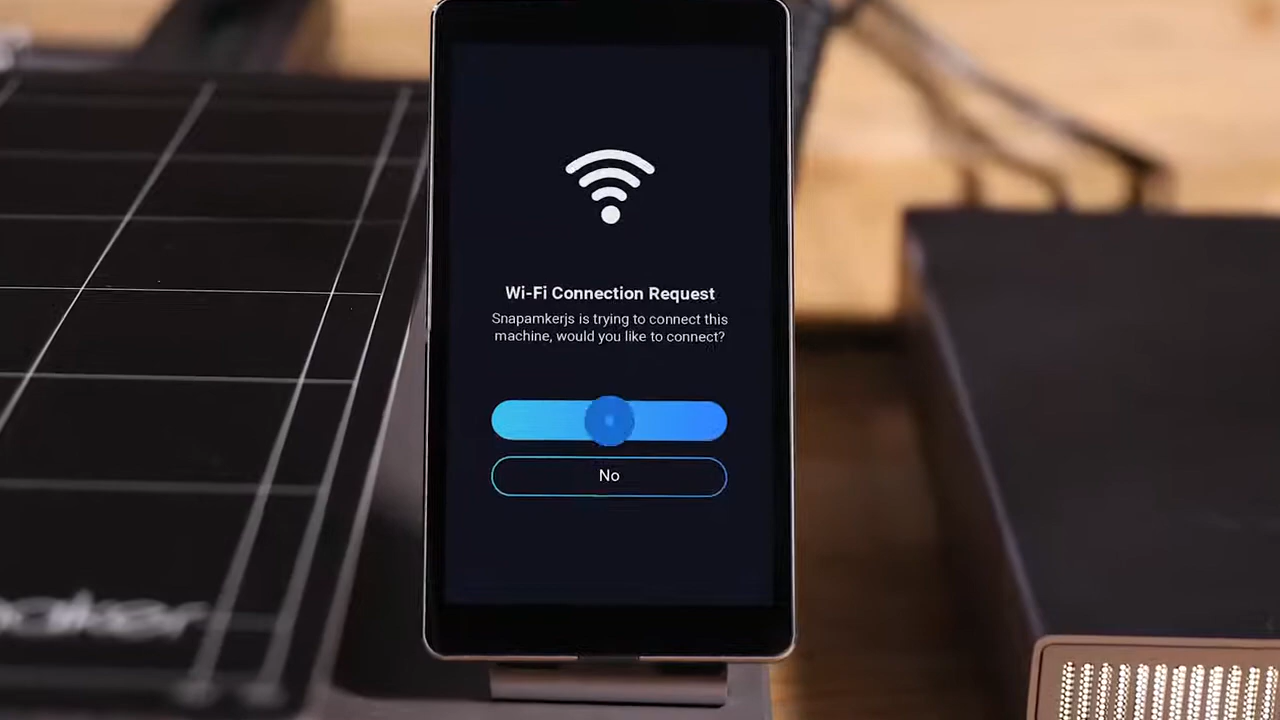 Wi-Fi Connection Request
Snapamkerjs is trying to connect this
machine, would you like to connect?
No